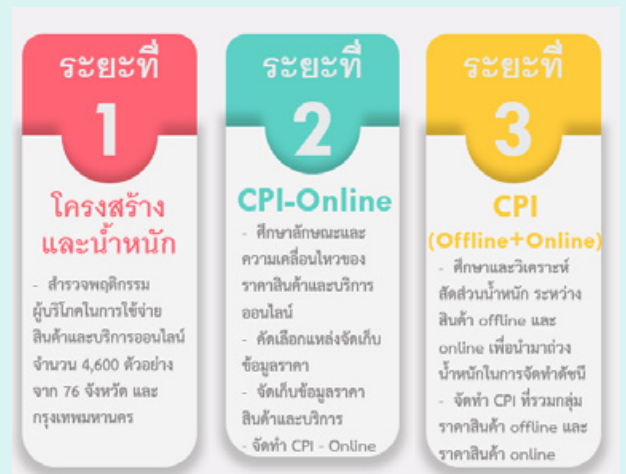 ระยะที่
1
โครงสร้าง
และน้ำหนัก
- สำรวจพฤติกรรม
ผู้บริโภคในการใช้จ่าย
สินค้าและบริการออนไลน์
จำนวน 4,600 ตัวอย่าง
จาก 76 จังหวัด และ
กรุงเทพมหานคร
ระยะที่
2
CPI-Online
- ศึกษาลักษณะและ
ความเคลื่อนไหวของ
ราคาสินค้าและบริการ
ออนไลน์
- คัดเลือกแหล่งจัดเก็บ
ข้อมูลราคา
- จัดเก็บข้อมูลราคา
สินค้าและบริการ
- จัดทำ CPI - Online
ระยะที่
3
CPI
(Offline+Online)
- ศึกษาและวิเคราะห์
สัดส่วนน้ำหนัก ระหว่าง
สินค้า offline และ
online เพื่อนำมาถ่วง
น้ำหนักในการจัดทำดัชนี
- จัดทำ CPI ที่รวมกลุ่ม
ราคาสินค้า offline และ
ราคาสินค้า online